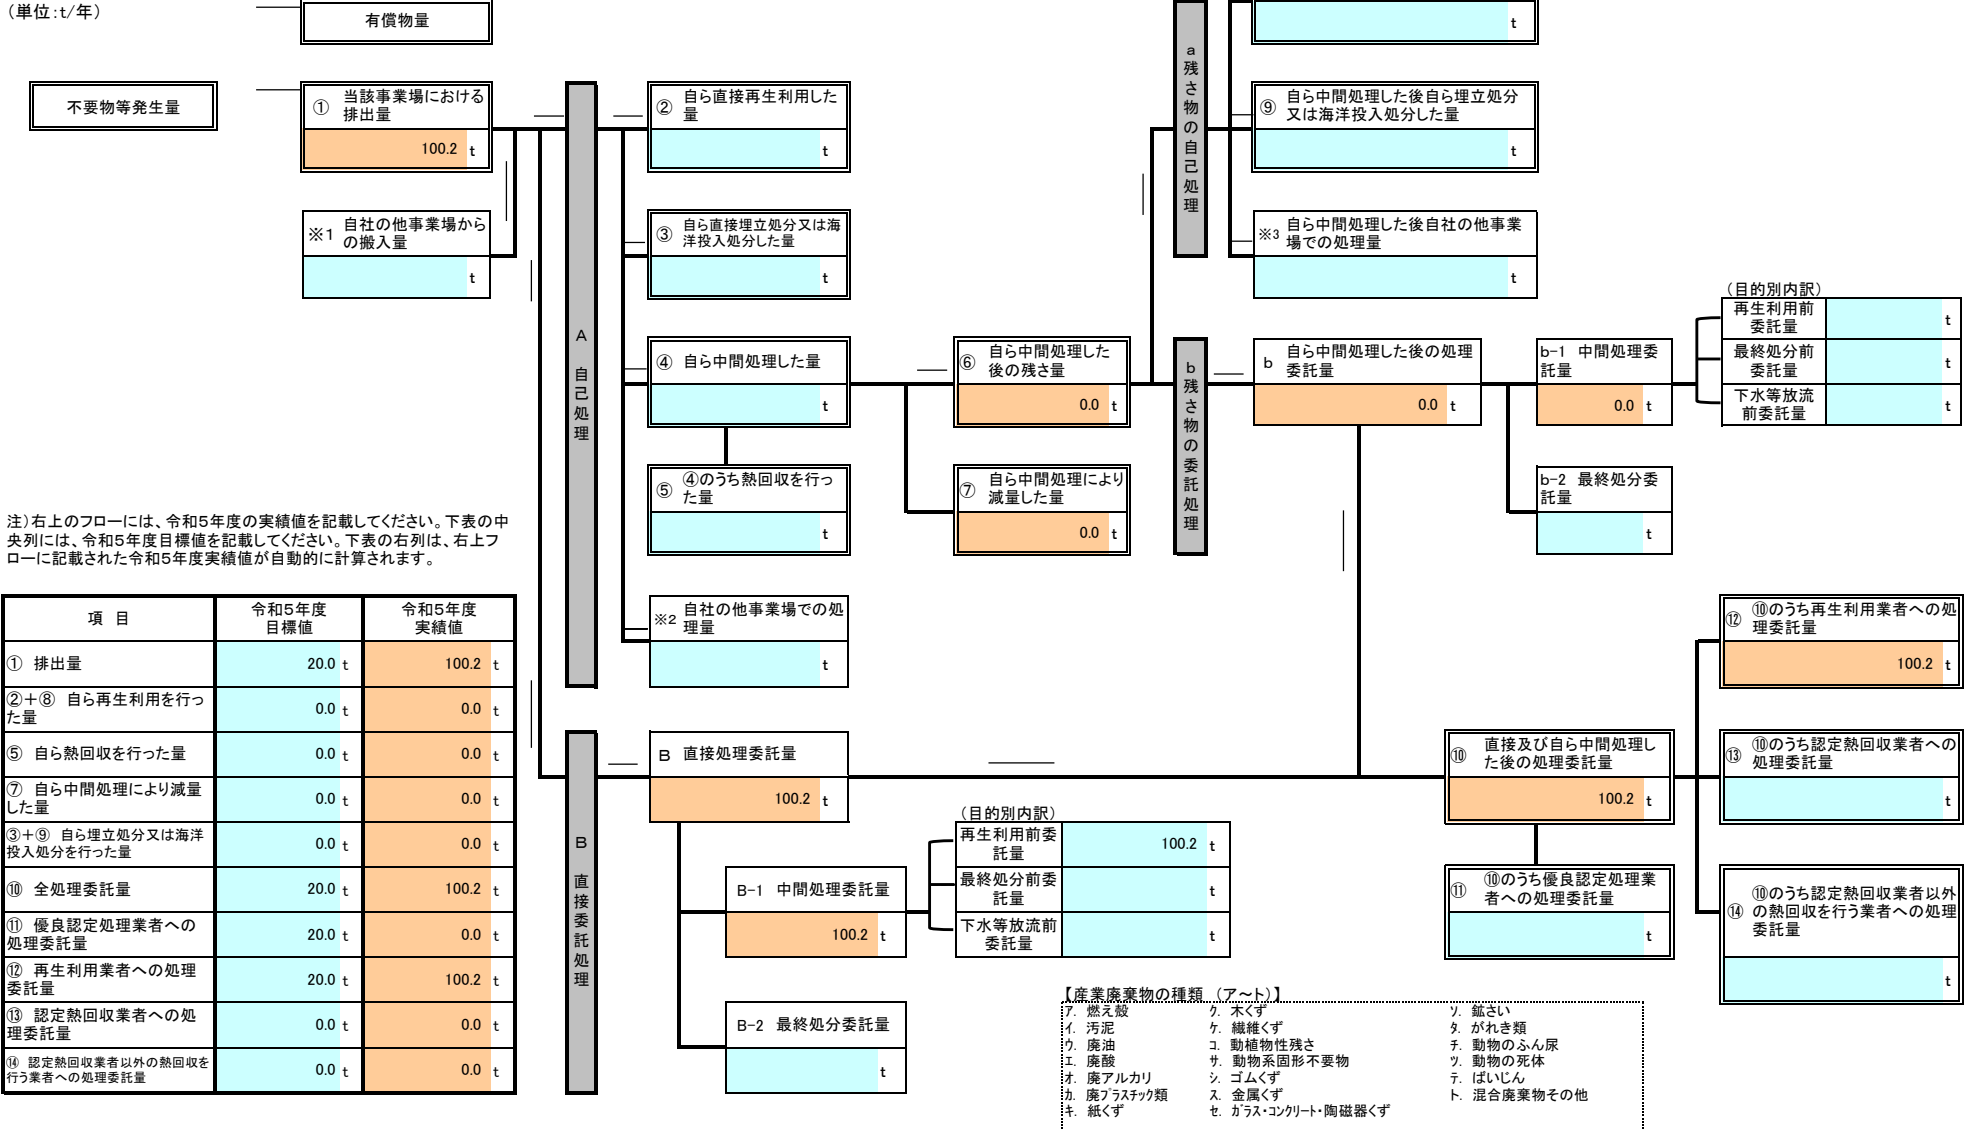 （単位：t/年）
有償物量
t
不要物等発生量
① 当該事業場における
排出量
100.2 t
※1 自社の他事業場から
の搬入量
t
A 自己処理
② 自ら直接再生利用した
量
t
③ 自ら直接埋立処分又は海
洋投入処分した量
t
④ 自ら中間処理した量
t
⑤ ④のうち熱回収を行っ
た量
t
※2 自社の他事業場での処
理量
t
⑥ 自ら中間処理した
後の残さ量
0.0 t
⑦ 自ら中間処理により
減量した量
0.0 t
a 残さ物の自己処理
⑨ 自ら中間処理した後自ら埋立処分
又は海洋投入処分した量
t
※3 自ら中間処理した後自社の他事業
場での処理量
t
b 残さ物の委託処理
b 自ら中間処理した後の処理
委託量
0.0 t
b-1 中間処理委
託量
0.0 t
b-2 最終処分委
託量
t
（目的別内訳）
再生利用前
委託量
t
最終処分前
委託量
t
下水等放流
前委託量
t
注）右上のフローには、令和５年度の実績値を記載してください。下表の中
央列には、令和５年度目標値を記載してください。下表の右列は、右上フ
ローに記載された令和５年度実績値が自動的に計算されます。
項 目 令和５年度
目標値 令和５年度
実績値
① 排出量 20.0 t 100.2 t
②＋⑧ 自ら再生利用を行っ
た量 0.0 t 0.0 t
⑤ 自ら熱回収を行った量 0.0 t 0.0 t
⑦ 自ら中間処理により減量
した量 0.0 t 0.0 t
③＋⑨ 自ら埋立処分又は海洋
投入処分を行った量 0.0 t 0.0 t
⑩ 全処理委託量 20.0 t 100.2 t
⑪ 優良認定処理業者への
処理委託量 20.0 t 0.0 t
⑫ 再生利用業者への処理
委託量 20.0 t 100.2 t
⑬ 認定熱回収業者への処
理委託量 0.0 t 0.0 t
⑭ 認定熱回収業者以外の熱回収を
行う業者への処理委託量 0.0 t 0.0 t
B 直接委託処理
B 直接処理委託量
100.2 t
B-1 中間処理委託量
100.2 t
B-2 最終処分委託量
t
（目的別内訳）
再生利用前委
託量
100.2 t
最終処分前委
託量
t
下水等放流前
委託量
t
⑩ 直接及び自ら中間処理し
た後の処理委託量
100.2 t
⑪ ⑩のうち優良認定処理業
者への処理委託量
t
⑫ ⑩のうち再生利用業者への処
理委託量
100.2 t
⑬ ⑩のうち認定熱回収業者への
処理委託量
t
⑭ ⑩のうち認定熱回収業者以外
の熱回収を行う業者への処理
委託量
t
【産業廃棄物の種類 （ア～ト）】
ア. 燃え殻 ク. 木くず ソ. 鉱さい
イ. 汚泥 ケ. 繊維くず タ. がれき類
ウ. 廃油 コ. 動植物性残さ チ. 動物のふん尿
エ. 廃酸 サ. 動物系固形不要物 ツ. 動物の死体
オ. 廃アルカリ シ. ゴムくず テ. ばいじん
カ. 廃プラスチック類 ス. 金属くず ト. 混合廃棄物その他
キ. 紙くず セ. ガラス・コンクリート・陶磁器くず